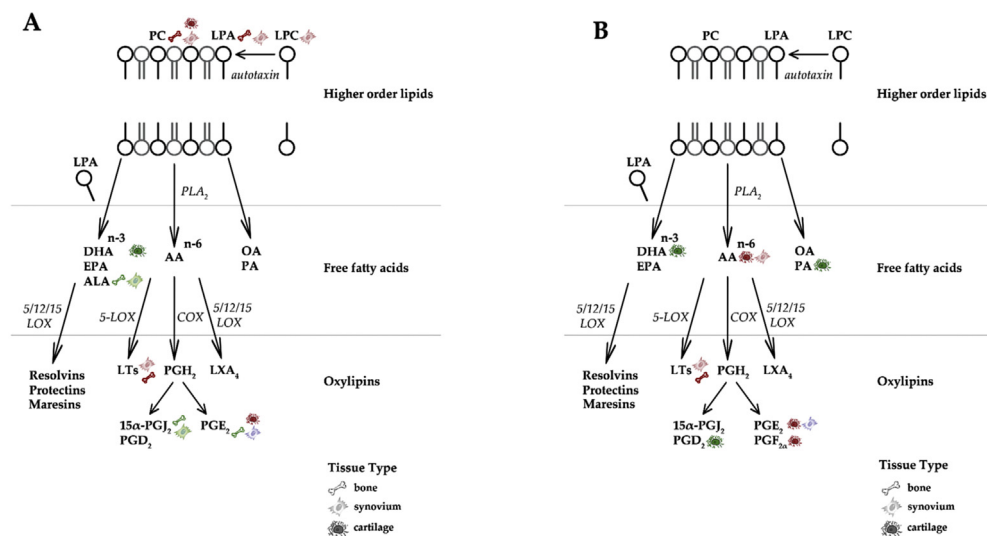 A
PC LPA LPC
autotaxin
Higher order lipids
LPA
PLA₂
n-3 n-6
DHA
EPA
ALA
AA
OA
PA
Free fatty acids
5/12/15
LOX
5-LOX
COX
5/12/15
LOX
Resolvins
Protectins
Maresins
LTs PGH₂ LXA₄
Oxylipins
15α-PGJ₂
PGD₂
PGE₂
Tissue Type
bone
synovium
cartilage
B
PC LPA LPC
autotaxin
Higher order lipids
LPA
PLA₂
n-3 n-6
DHA
EPA
AA
OA
PA
Free fatty acids
5/12/15
LOX
5-LOX
COX
5/12/15
LOX
Resolvins
Protectins
Maresins
LTs PGH₂ LXA₄
Oxylipins
15α-PGJ₂
PGD₂
PGE₂
PGF₂α
Tissue Type
bone
synovium
cartilage